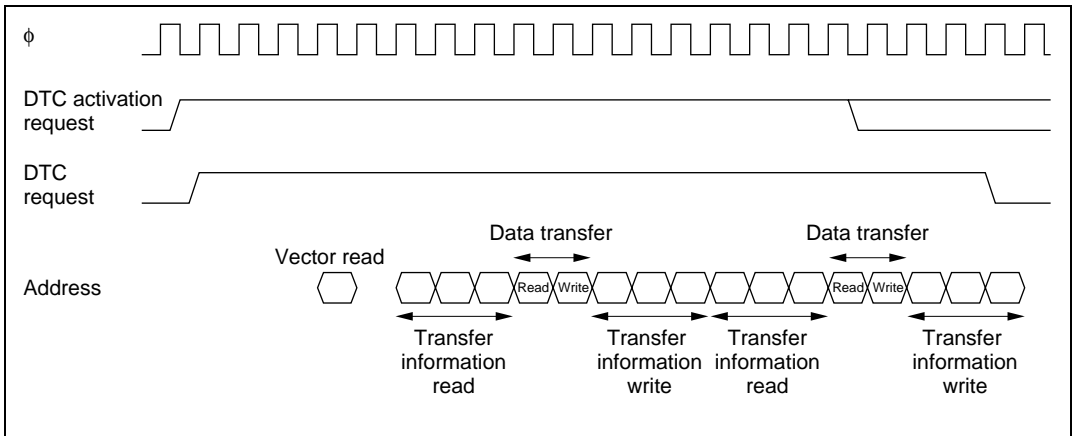 ϕ
DTC activation
request
DTC
request
Data transfer
Data transfer
Vector read
Address
Read
Write
Read
Write
Transfer
information
read
Transfer
information
write
Transfer
information
read
Transfer
information
write